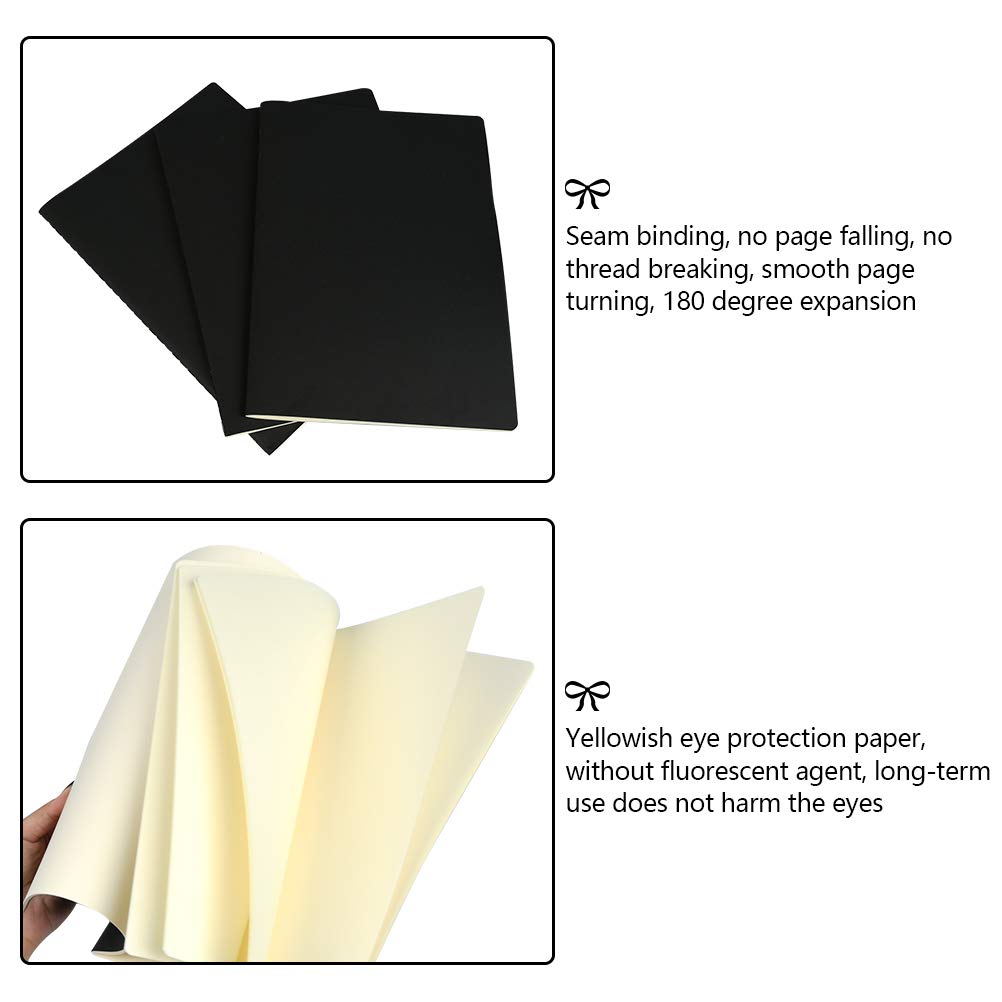 Seam binding, no page falling, no
thread breaking, smooth page
turning, 180 degree expansion
Yellowish eye protection paper,
without fluorescent agent, long-term
use does not harm the eyes